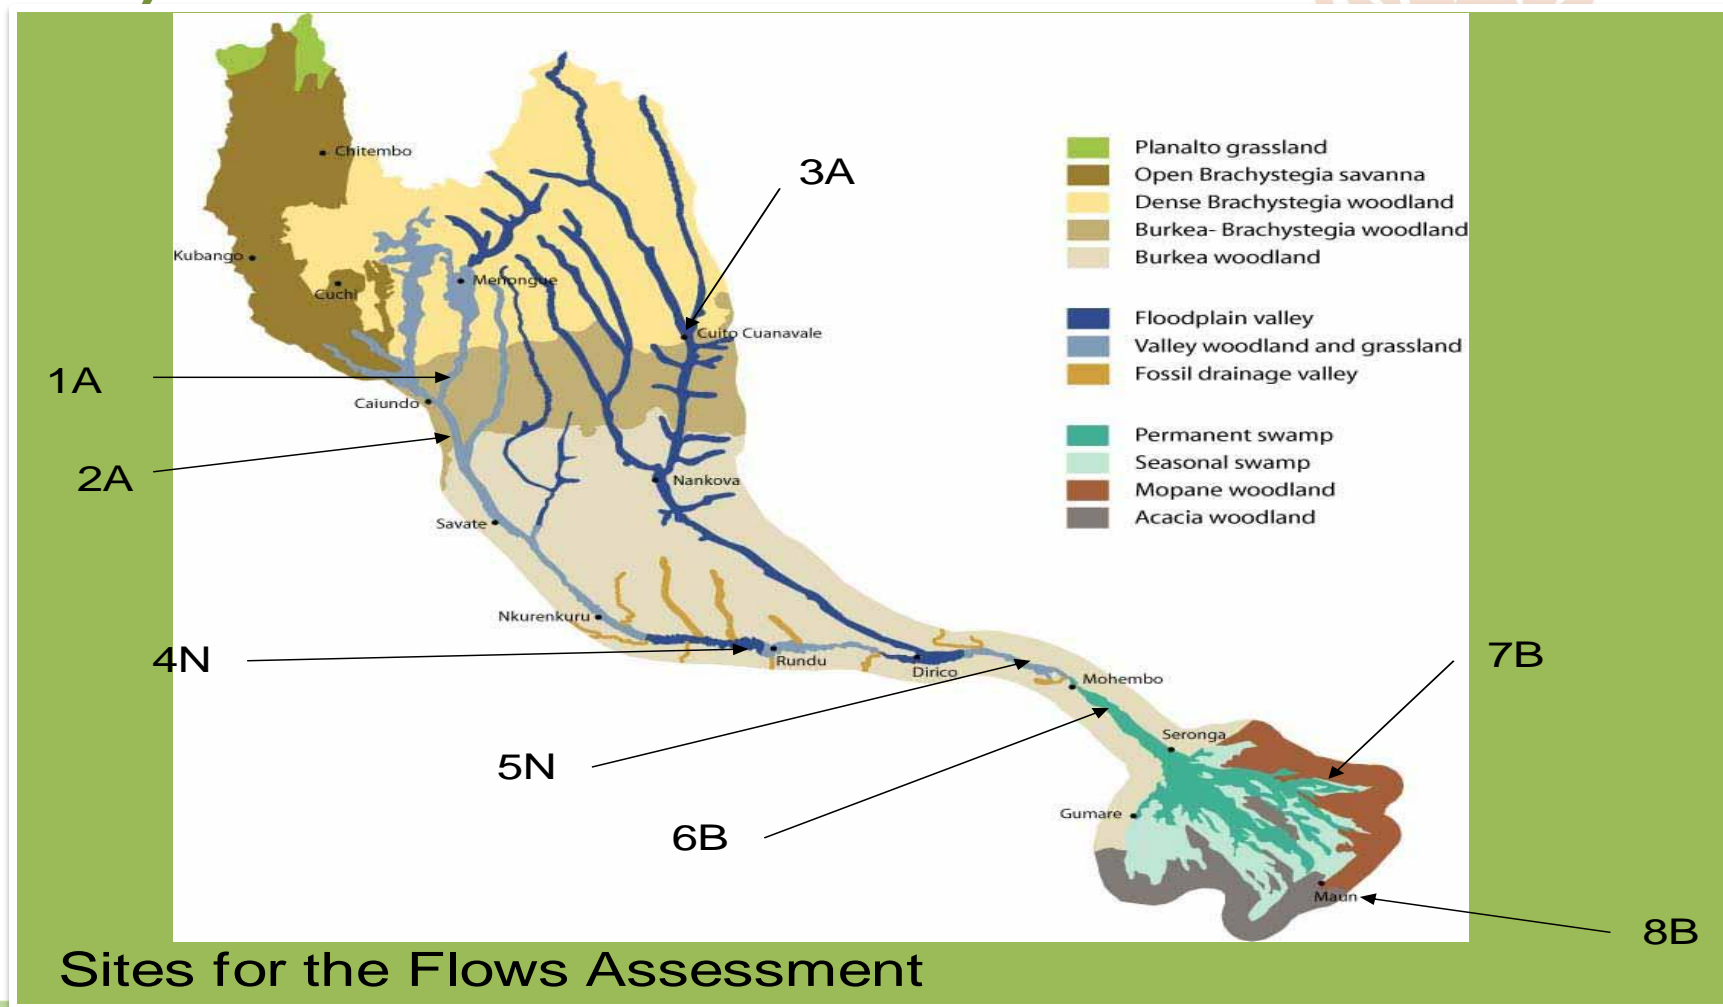 Chitembo
3A
Planalto grassland
Open Brachystegia savanna
Dense Brachystegia woodland
Burkea- Brachystegia woodland
Burkea woodland
Kubango
Menongue
Cuchi
Floodplain valley
Valley woodland and grassland
Fossil drainage valley
Cuito Cuanavale
1A
Caiundo
2A
Permanent swamp
Seasonal swamp
Mopane woodland
Acacia woodland
Nankova
Savate
Nkurenkuru
4N
Rundu
Dirico
Mohembo
7B
5N
Seronga
Gumare
6B
Maun
8B
Sites for the Flows Assessment